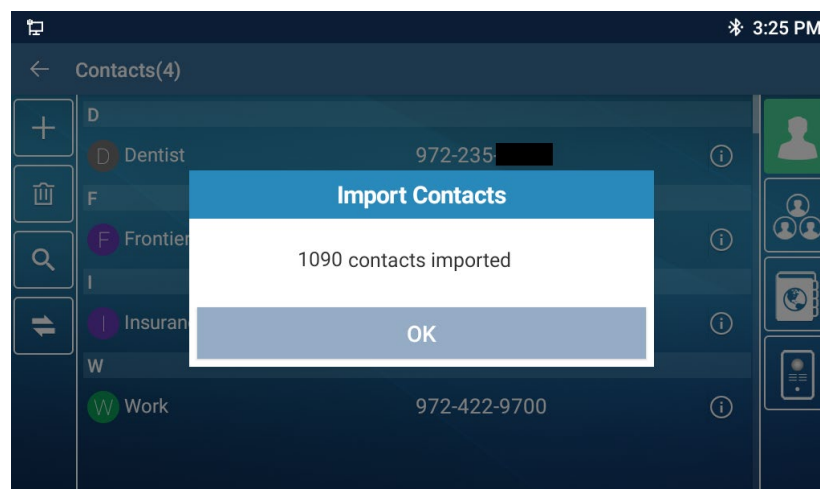 3:25 PM
Contacts(4)
D
D Dentist 972-235-
Import Contacts
F
F Frontier
1090 contacts imported
I
I Insuran
OK
W
W Work 972-422-9700